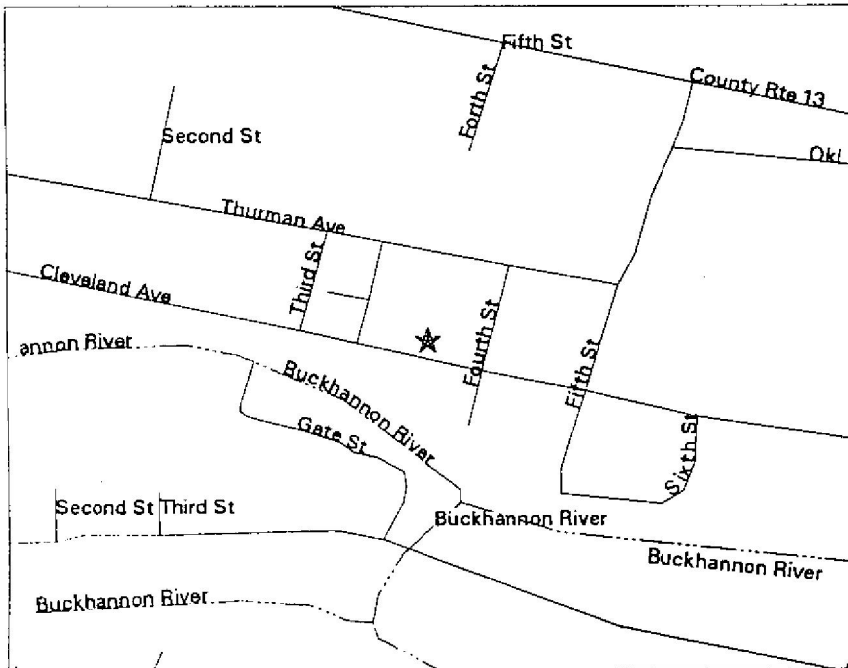 Fifth St
Forth St
County Rte 13
Second St
Okl
Thurman Ave
Third St
Cleveland Ave
Fourth St
Fifth St
annon River
Buckhannon River
Gate St
Sixth St
Second St
Third St
Buckhannon River
Buckhannon River
Buckhannon River